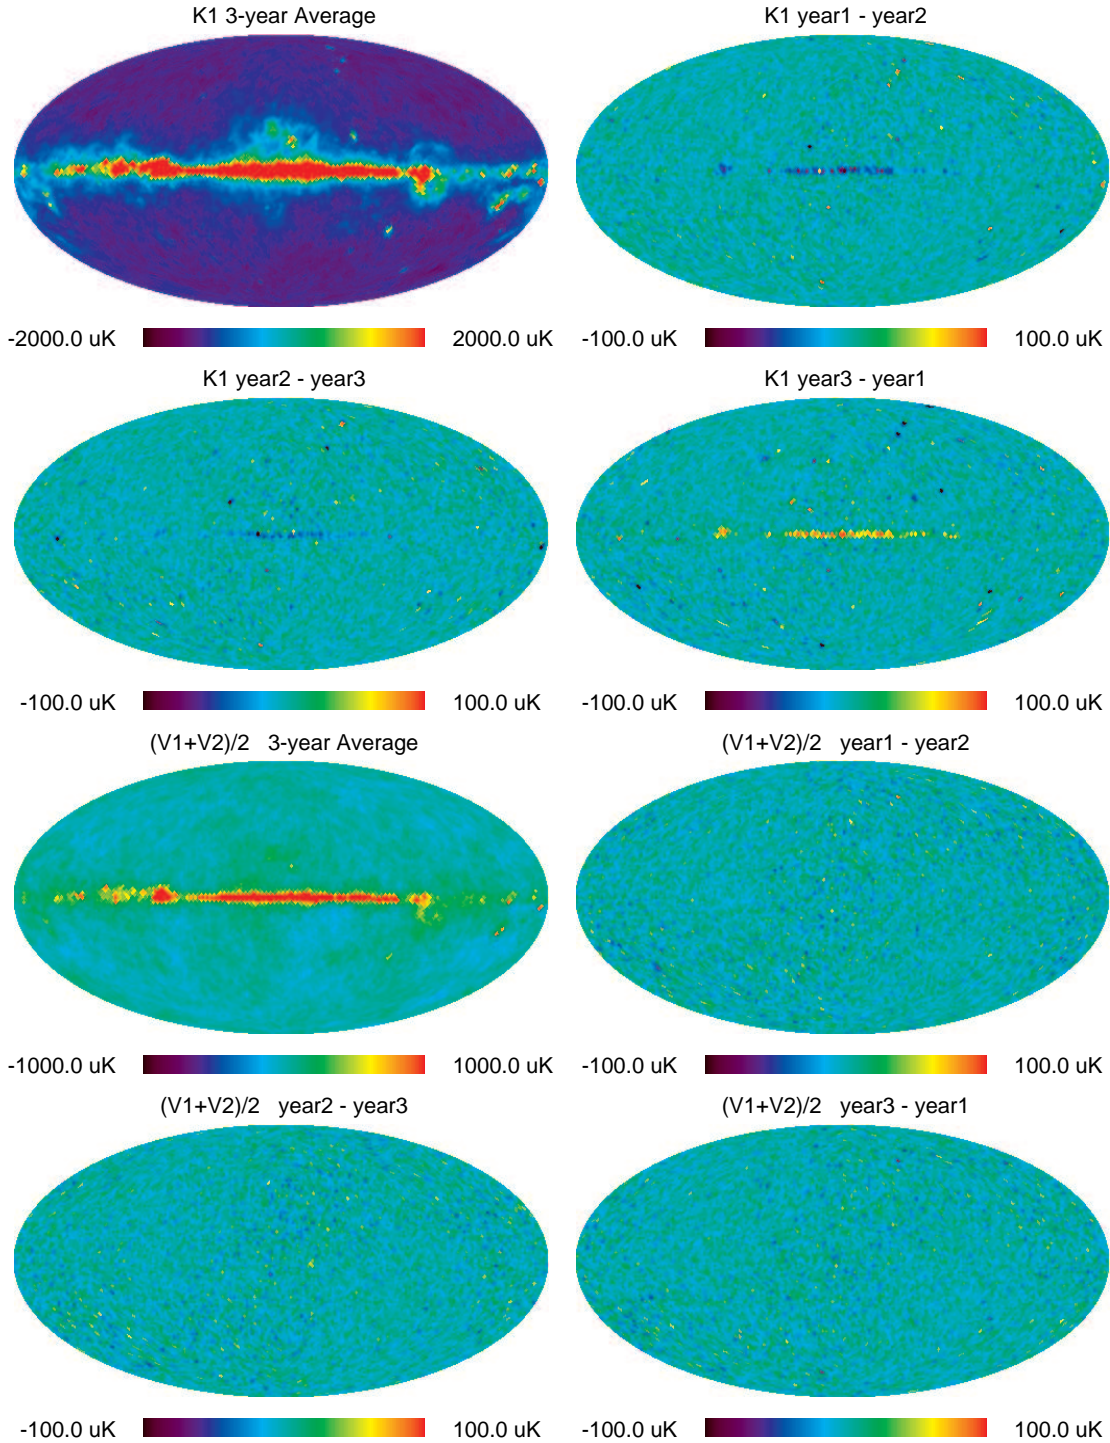 K1 3-year Average
K1 year1 - year2
-2000.0 uK
2000.0 uK
-100.0 uK
100.0 uK
K1 year2 - year3
K1 year3 - year1
-100.0 uK
100.0 uK
-100.0 uK
100.0 uK
(V1+V2)/2 3-year Average
(V1+V2)/2 year1 - year2
-1000.0 uK
1000.0 uK
-100.0 uK
100.0 uK
(V1+V2)/2 year2 - year3
(V1+V2)/2 year3 - year1
-100.0 uK
100.0 uK
-100.0 uK
100.0 uK